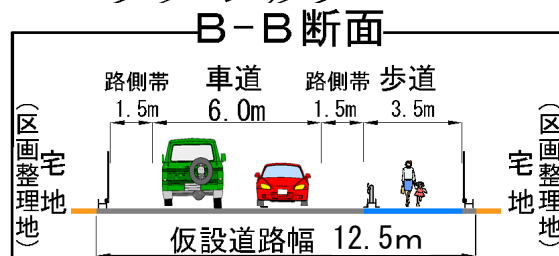 B-B断面
路側帯 車道 路側帯 歩道
1.5m 6.0m 1.5m 3.5m
(区画整理地)
宅地
宅地
(区画整理地)
仮設道路幅 12.5m